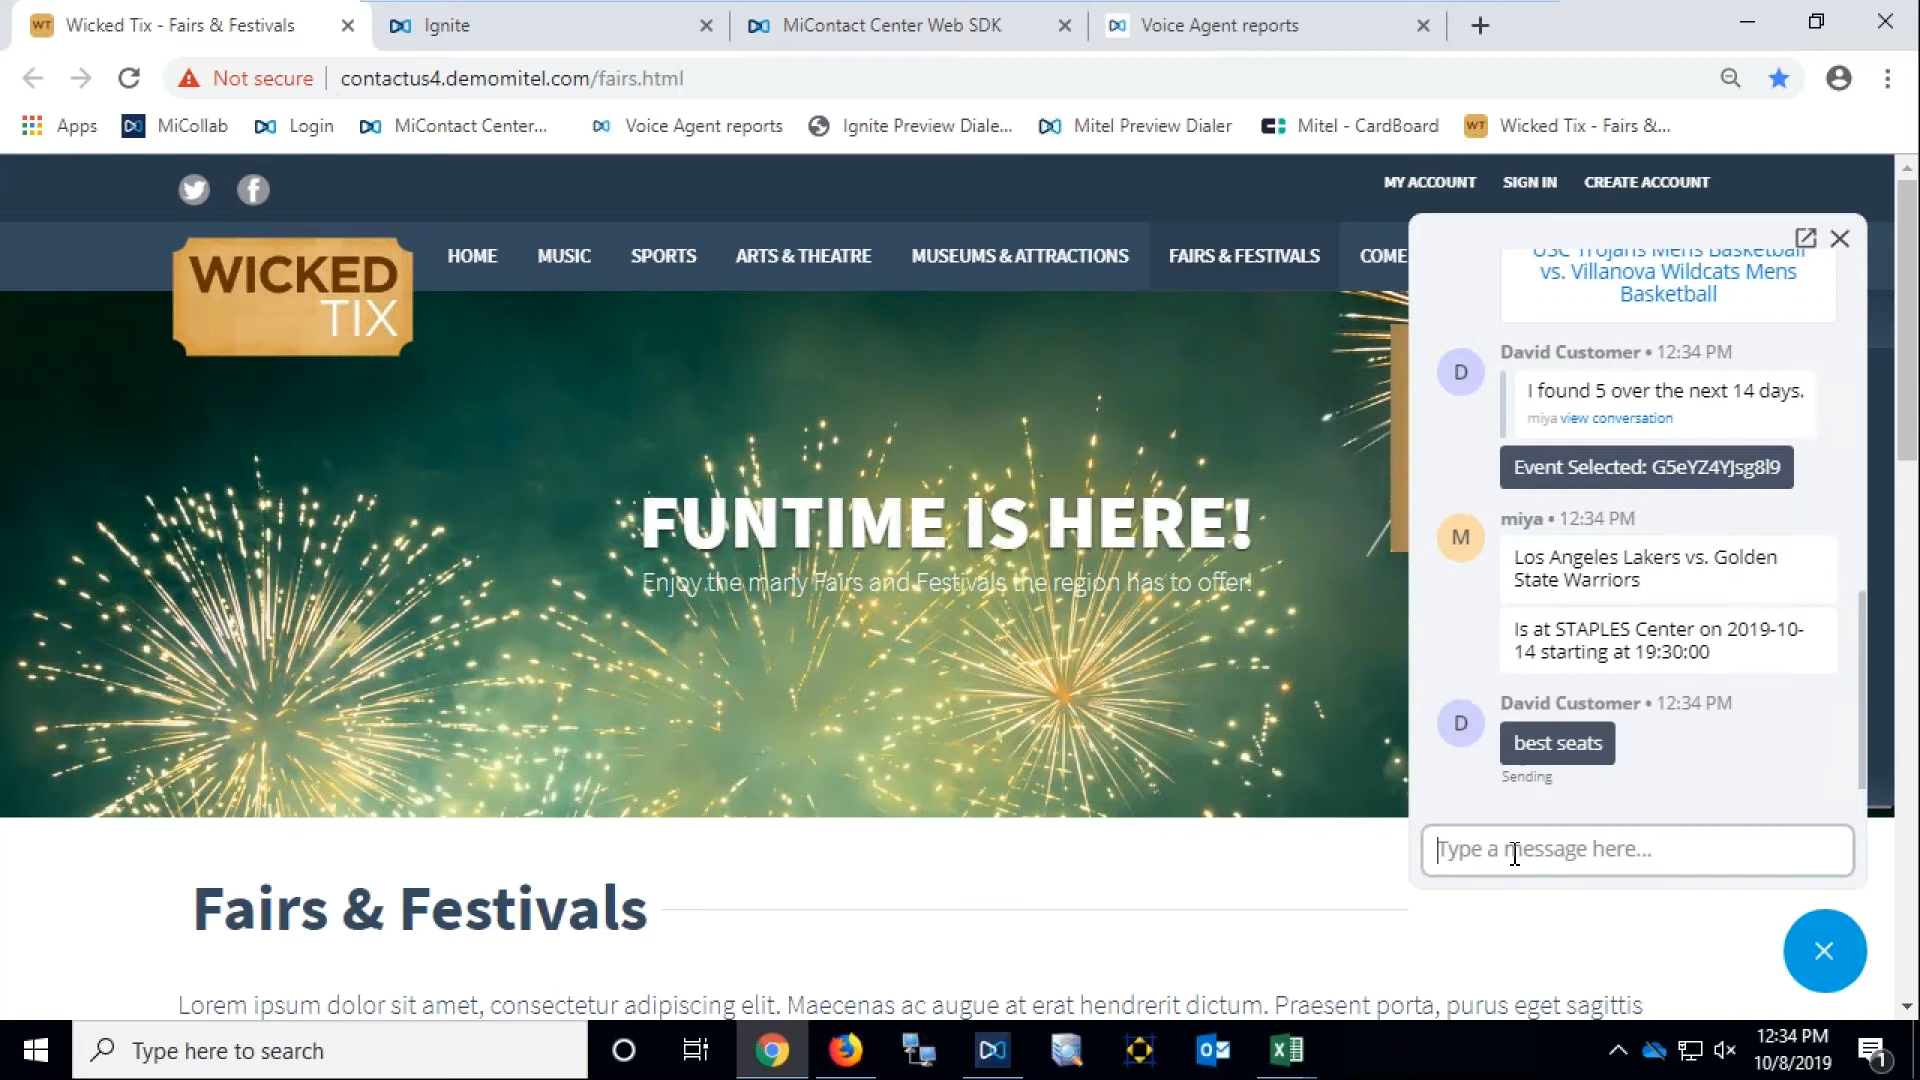 WT Wicked Tix - Fairs & Festivals
Ignite
MiContact Center Web SDK
Voice Agent reports
Not secure
contactus4.demomitel.com/fairs.html
Apps
MiCollab
Login
MiContact Center...
Voice Agent reports
Ignite Preview Diale...
Mitel Preview Dialer
Mitel - CardBoard
WT Wicked Tix - Fairs &...
MY ACCOUNT
SIGN IN
CREATE ACCOUNT
WICKED
TIX
HOME
MUSIC
SPORTS
ARTS & THEATRE
MUSEUMS & ATTRACTIONS
FAIRS & FESTIVALS
COME
FUNTIME IS HERE!
Enjoy the many Fairs and Festivals the region has to offer!
USC Trojans Mens Basketball
vs. Villanova Wildcats Mens
Basketball
David Customer • 12:34 PM
D
I found 5 over the next 14 days.
miya view conversation
Event Selected: G5eYZ4YJsg8l9
miya • 12:34 PM
M
Los Angeles Lakers vs. Golden
State Warriors
Is at STAPLES Center on 2019-10-
14 starting at 19:30:00
David Customer • 12:34 PM
D
best seats
Sending
Type a message here...
Fairs & Festivals
Lorem ipsum dolor sit amet, consectetur adipiscing elit. Maecenas ac augue at erat hendrerit dictum. Praesent porta, purus eget sagittis
Type here to search
12:34 PM
10/8/2019
1